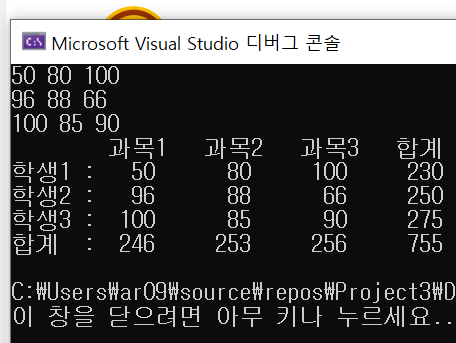 Microsoft Visual Studio 디버그 콘솔
50 80 100
96 88 66
100 85 90
과목1 과목2 과목3 합계
학생1 : 50 80 100 230
학생2 : 96 88 66 250
학생3 : 100 85 90 275
합계 : 246 253 256 755
C:₩Users₩ar09₩source₩repos₩Project3₩D
이 창을 닫으려면 아무 키나 누르세요..